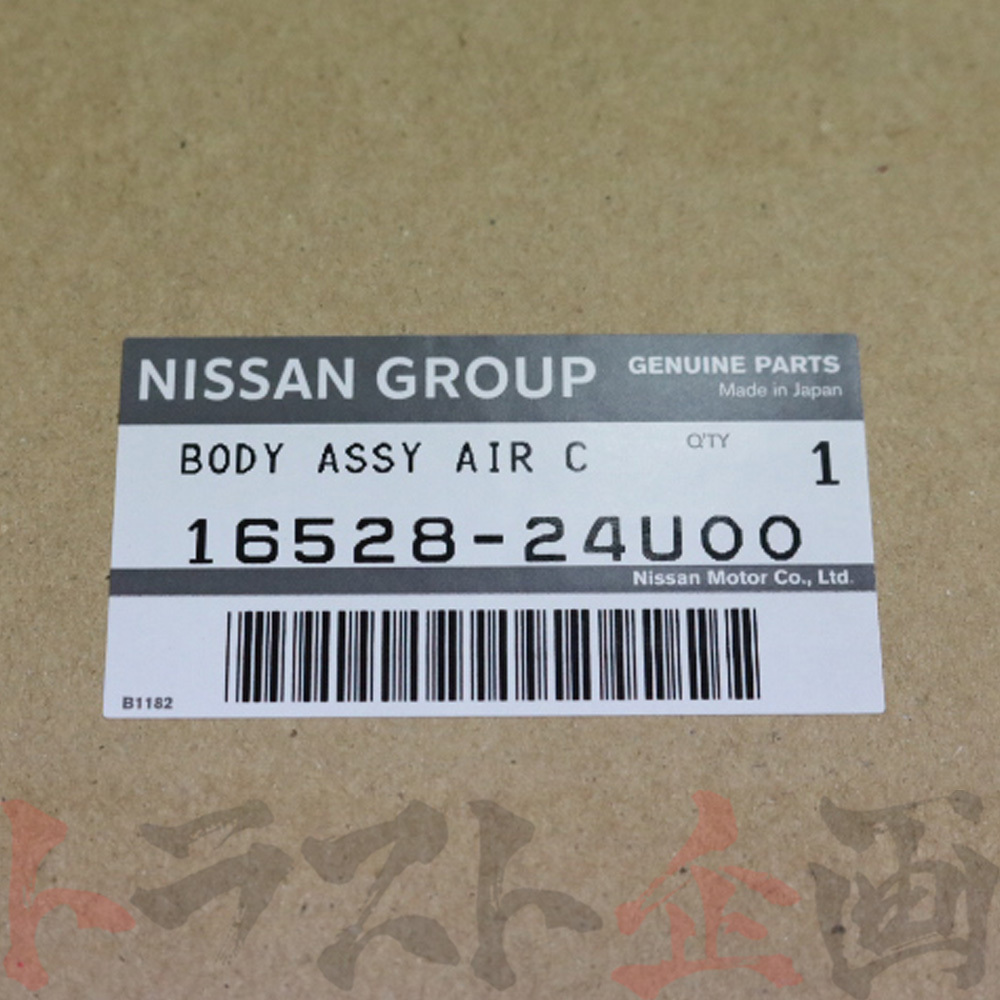 NISSAN GROUP GENUINE PARTS
Made in Japan
BODY ASSY AIR C Q'TY 1
16528-24U00
Nissan Motor Co., Ltd.
B1182
トラスト企画